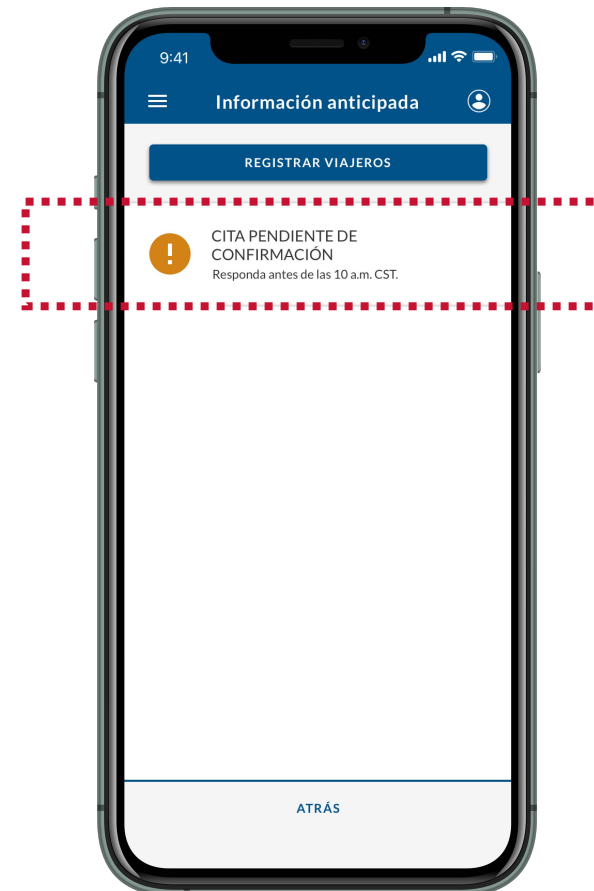 9:41
Información anticipada
REGISTRAR VIAJEROS
CITA PENDIENTE DE
CONFIRMACIÓN
Responda antes de las 10 a.m. CST.
ATRÁS